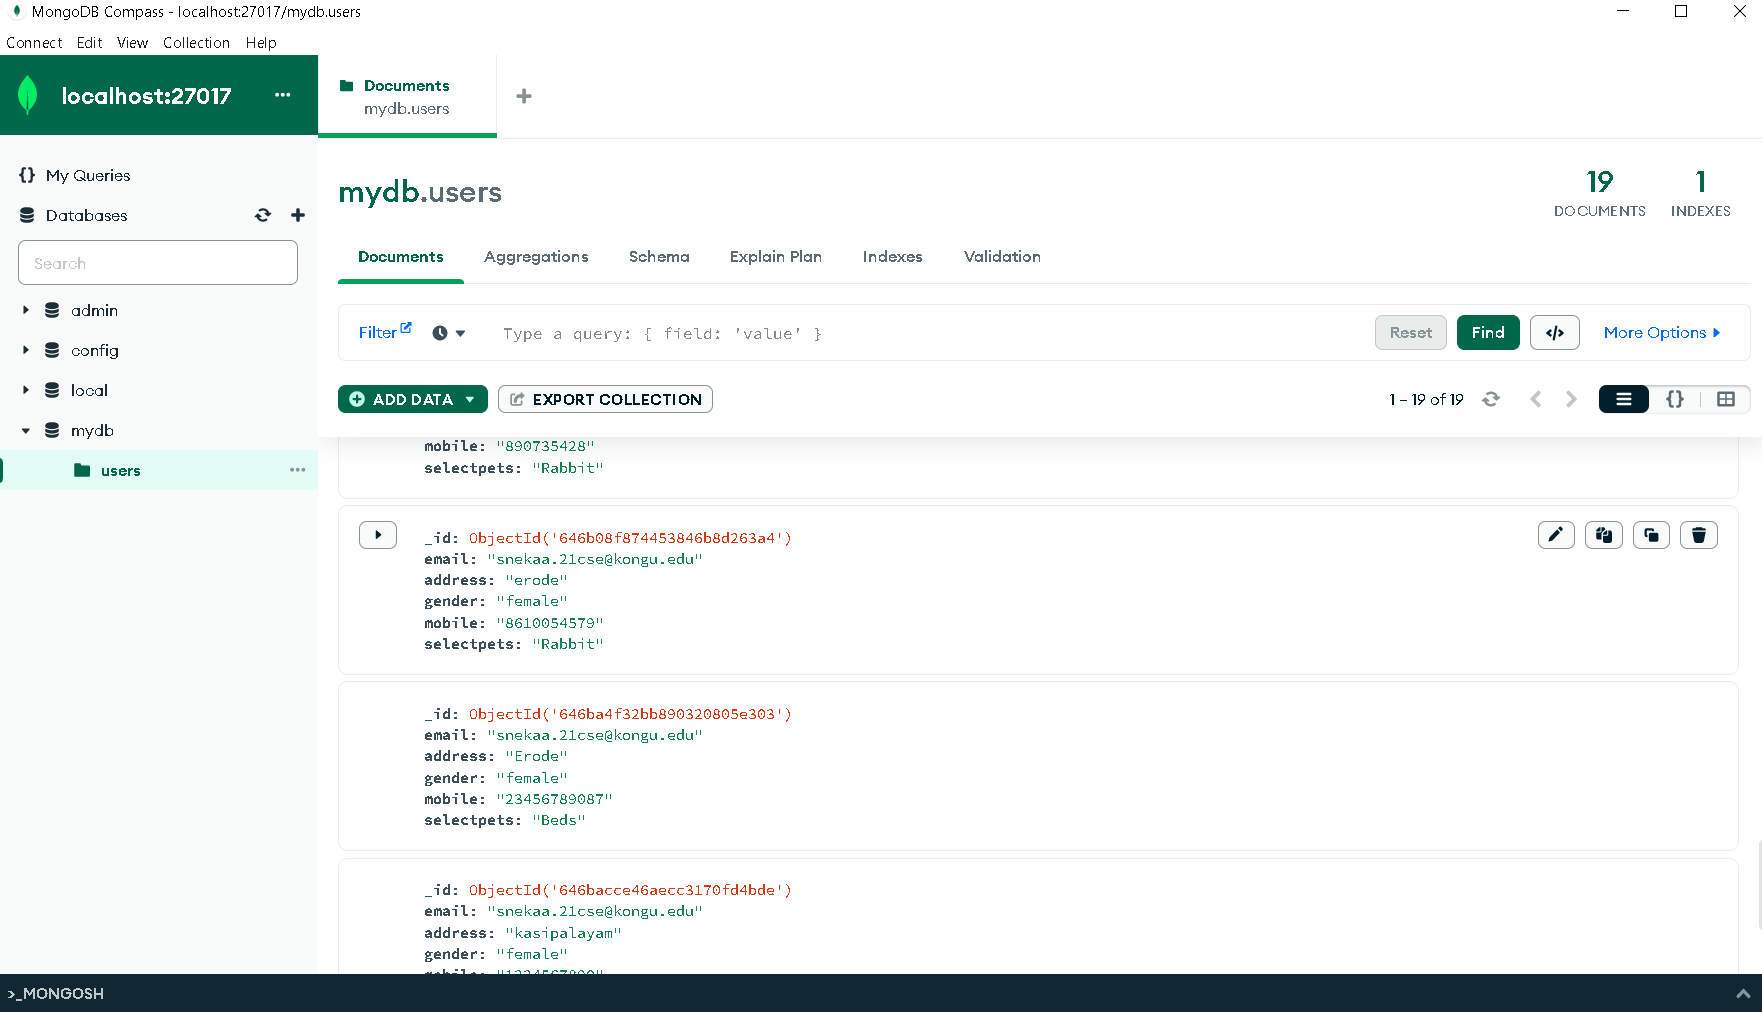 MongoDB Compass - localhost:27017/mydb.users
Connect Edit View Collection Help
localhost:27017 ...
Documents
mydb.users
My Queries
Databases
Search
admin
config
local
mydb
users
mydb.users
19
DOCUMENTS
1
INDEXES
Documents Aggregations Schema Explain Plan Indexes Validation
Filter Type a query: { field: 'value' } Reset Find </> More Options
ADD DATA EXPORT COLLECTION 1 – 19 of 19 {}
mobile: "890735428"
selectpets: "Rabbit"
_id: ObjectId('646b08f874453846b8d263a4')
email: "snekaa.21cse@kongu.edu"
address: "erode"
gender: "female"
mobile: "8610054579"
selectpets: "Rabbit"
_id: ObjectId('646ba4f32bb890320805e303')
email: "snekaa.21cse@kongu.edu"
address: "Erode"
gender: "female"
mobile: "23456789087"
selectpets: "Beds"
_id: ObjectId('646bacce46aecc3170fd4bde')
email: "snekaa.21cse@kongu.edu"
address: "kasipalayam"
gender: "female"
>_MONGOSH